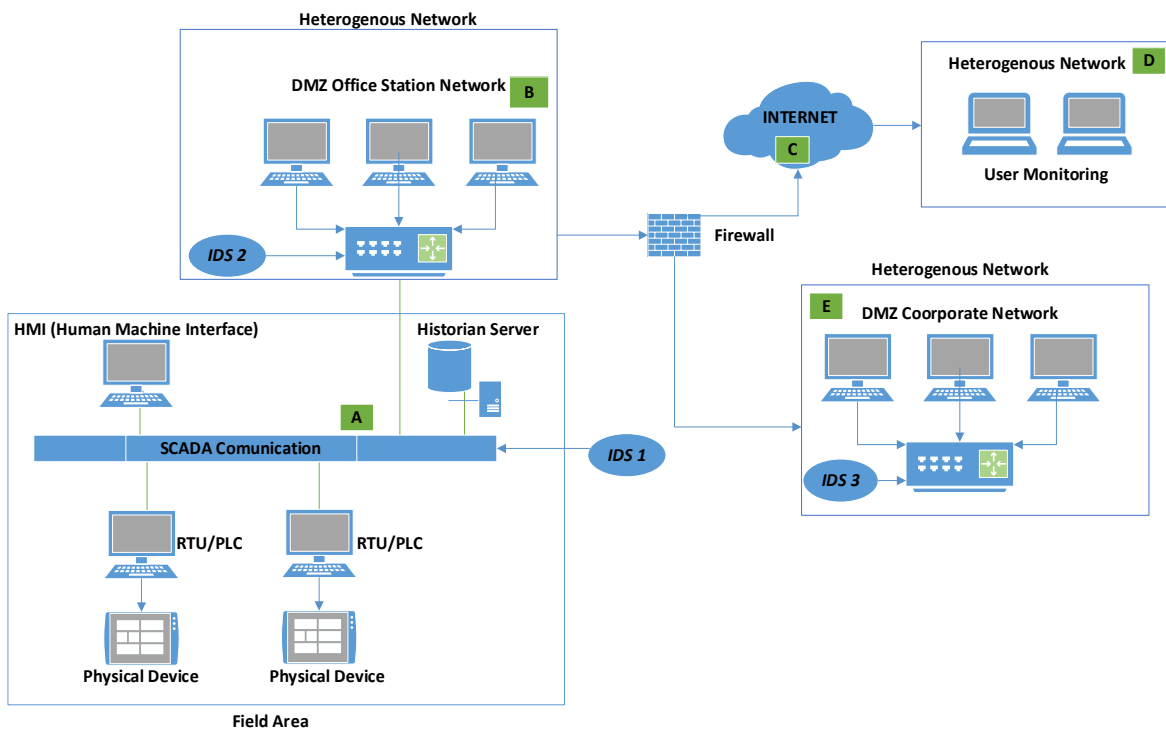 Heterogenous Network
DMZ Office Station Network
B
IDS 2
INTERNET
C
Heterogenous Network
D
User Monitoring
Firewall
Heterogenous Network
E
DMZ Coorporate Network
IDS 3
HMI (Human Machine Interface)
Historian Server
A
SCADA Comunication
IDS 1
RTU/PLC
RTU/PLC
Physical Device
Physical Device
Field Area